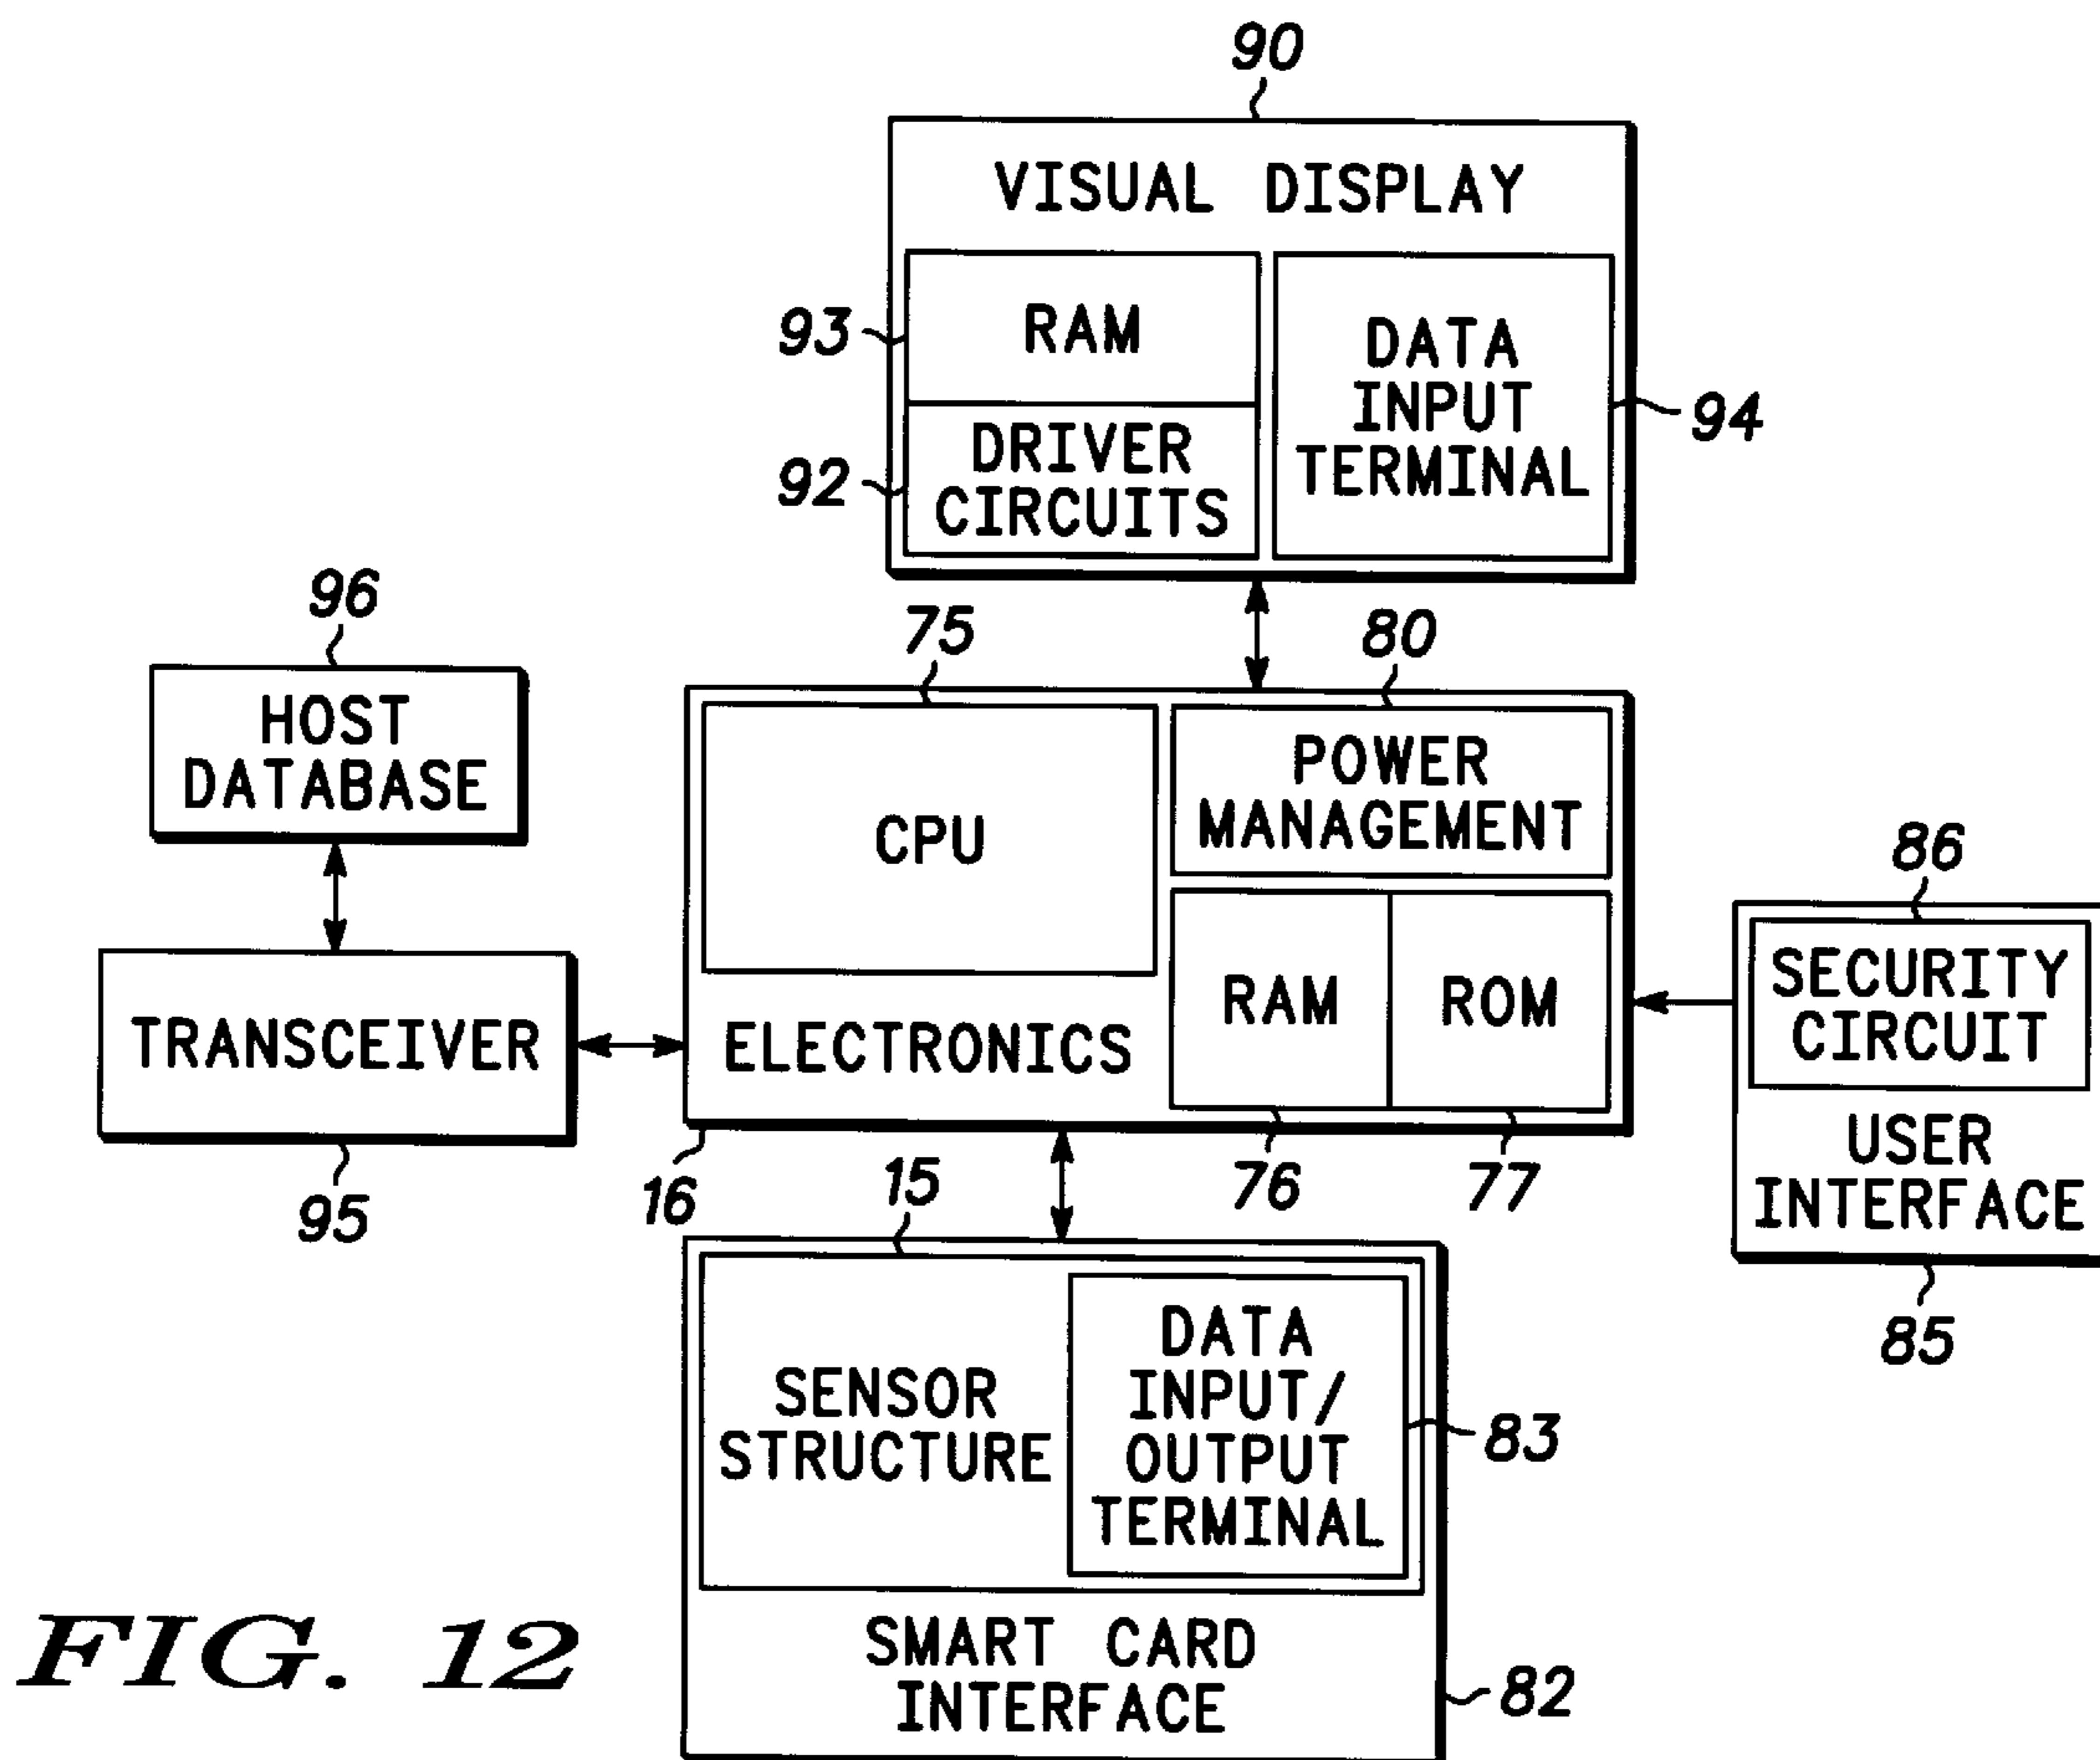 90
VISUAL DISPLAY
93
RAM
DATA
INPUT
TERMINAL
94
92
DRIVER
CIRCUITS
96
HOST
DATABASE
75
80
CPU
POWER
MANAGEMENT
86
SECURITY
CIRCUIT
TRANSCEIVER
ELECTRONICS
RAM
ROM
USER
INTERFACE
95
16
15
76
77
85
SENSOR
STRUCTURE
DATA
INPUT/
OUTPUT
TERMINAL
83
SMART CARD
INTERFACE
82
FIG. 12